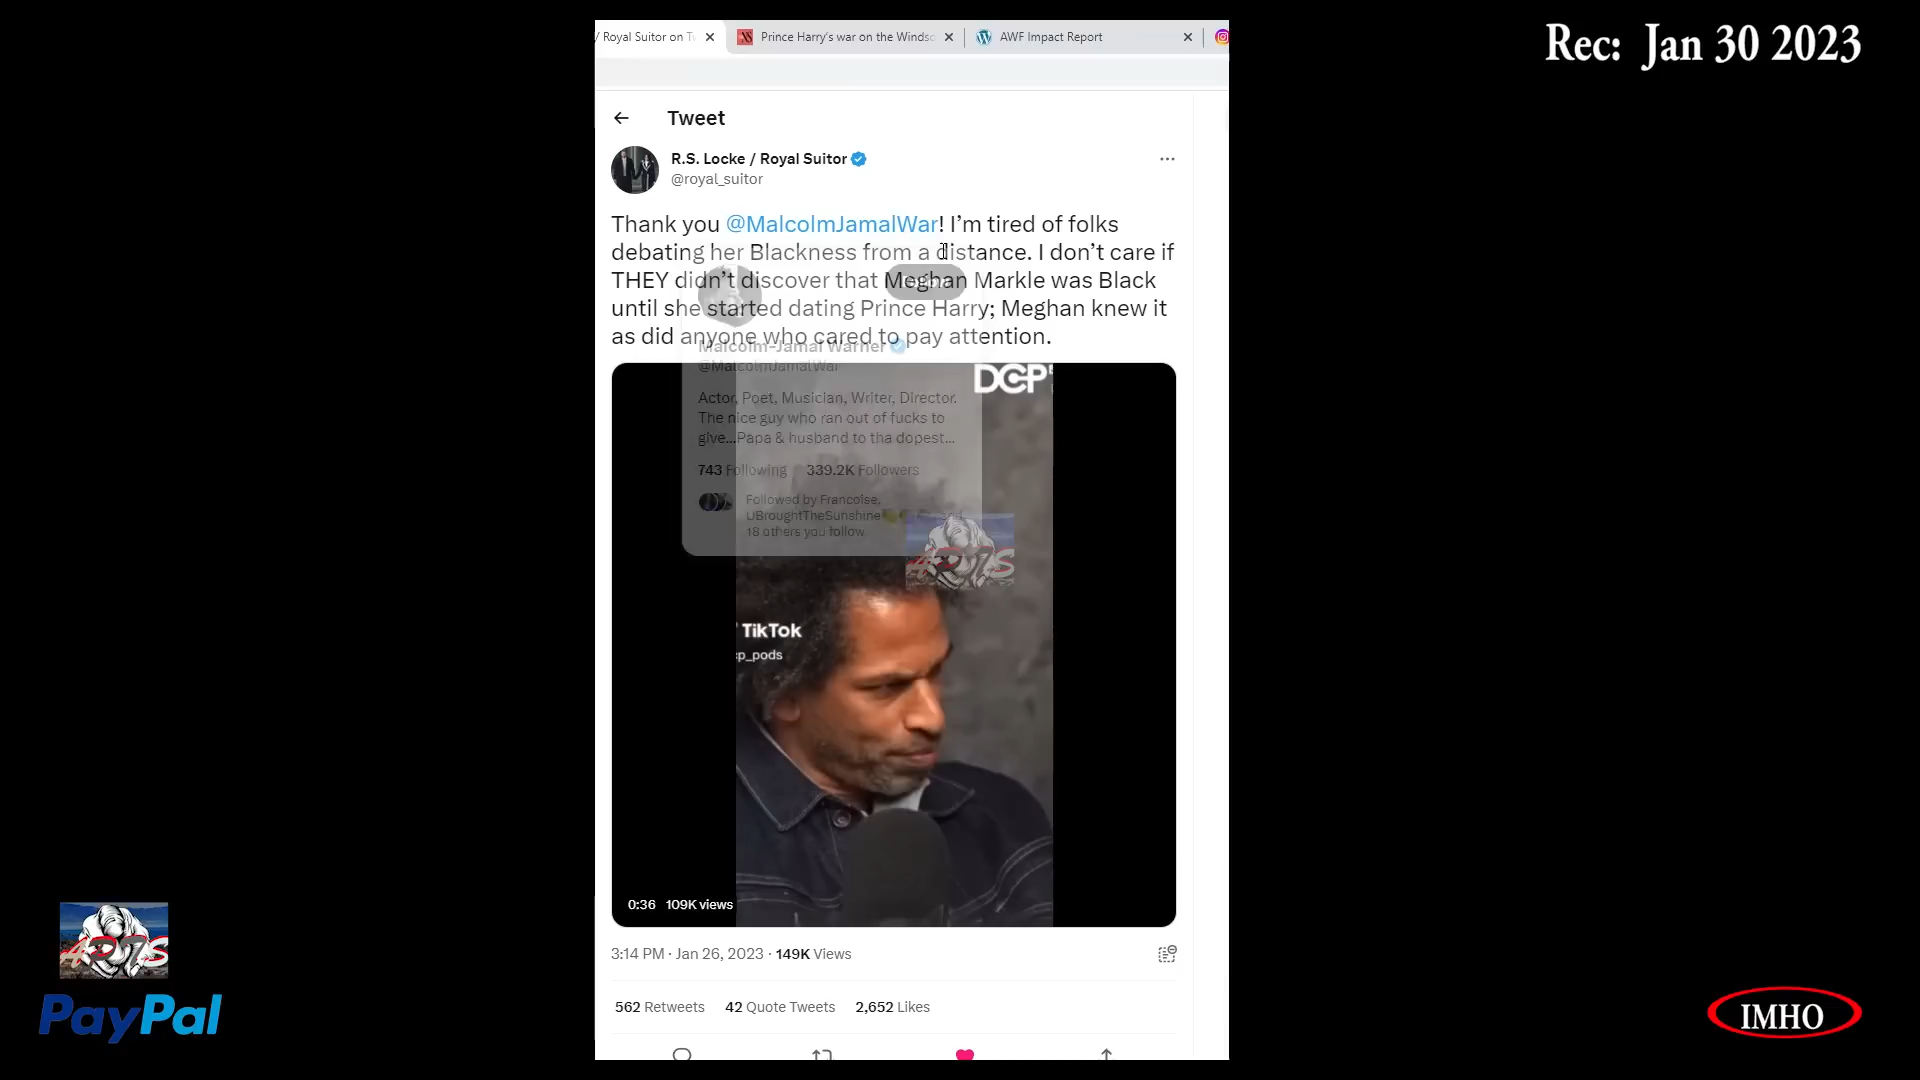 Rec: Jan 30 2023
/ Royal Suitor on Tw
Prince Harry's war on the Windso
AWF Impact Report
Tweet
R.S. Locke / Royal Suitor
@royal_suitor
Thank you @MalcolmJamalWar! I'm tired of folks
debating her Blackness from a distance. I don't care if
THEY didn't discover that Meghan Markle was Black
until she started dating Prince Harry; Meghan knew it
as did anyone who cared to pay attention.
Malcolm-Jamal Warner
@MalcolmJamalWar
Actor, Poet, Musician, Writer, Director.
The nice guy who ran out of fucks to
give...Papa & husband to tha dopest...
743 Following 339.2K Followers
Followed by Francoise,
UBroughtTheSunshine
18 others you follow
DCP
TikTok
cp_pods
0:36 109K views
3:14 PM · Jan 26, 2023 · 149K Views
562 Retweets 42 Quote Tweets 2,652 Likes
PayPal
IMHO